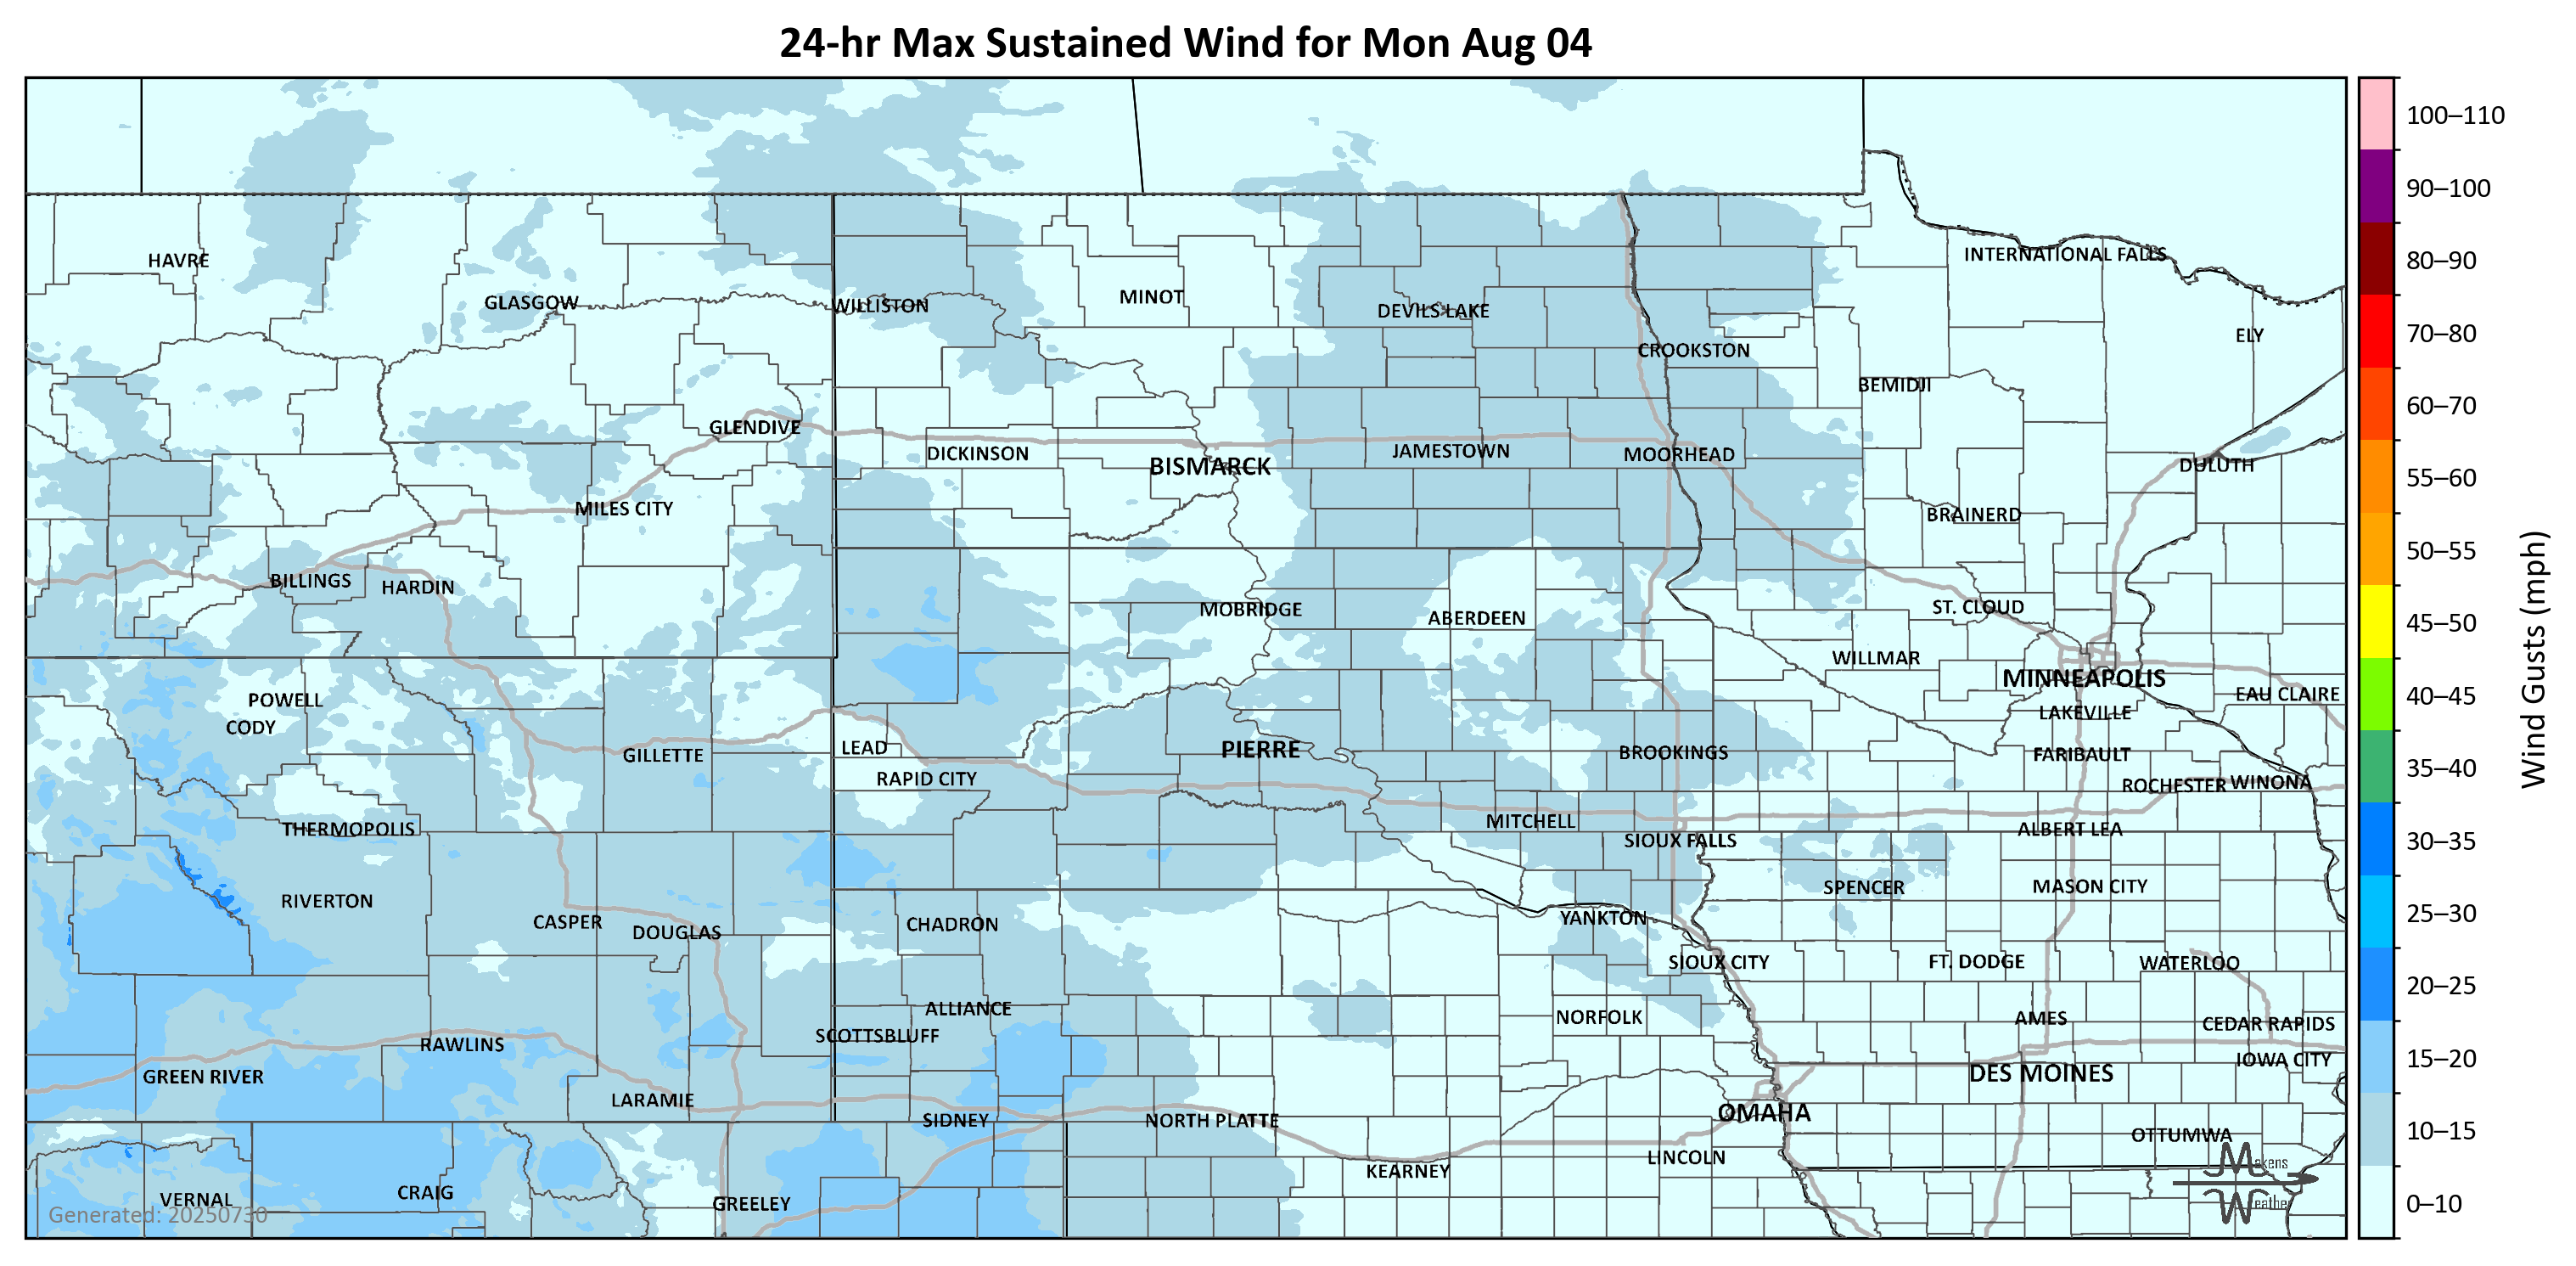 24-hr Max Sustained Wind for Mon Aug 04
100–110
90–100
80–90
70–80
60–70
55–60
50–55
45–50
40–45
35–40
30–35
25–30
20–25
15–20
10–15
0–10
Wind Gusts (mph)
HAVRE
INTERNATIONAL FALLS
GLASGOW
WILLISTON
MINOT
DEVILS LAKE
ELY
CROOKSTON
BEMIDJI
GLENDIVE
DICKINSON
BISMARCK
JAMESTOWN
MOORHEAD
DULUTH
MILES CITY
BRAINERD
BILLINGS
HARDIN
MOBRIDGE
ABERDEEN
ST. CLOUD
WILLMAR
MINNEAPOLIS
POWELL
EAU CLAIRE
CODY
LAKEVILLE
GILLETTE
LEAD
PIERRE
BROOKINGS
FARIBAULT
RAPID CITY
ROCHESTER
WINONA
THERMOPOLIS
MITCHELL
ALBERT LEA
SIOUX FALLS
RIVERTON
SPENCER
MASON CITY
CASPER
DOUGLAS
CHADRON
YANKTON
SIOUX CITY
FT. DODGE
WATERLOO
ALLIANCE
NORFOLK
AMES
CEDAR RAPIDS
SCOTTSBLUFF
RAWLINS
IOWA CITY
GREEN RIVER
DES MOINES
LARAMIE
SIDNEY
NORTH PLATTE
OMAHA
OTTUMWA
KEARNEY
LINCOLN
VERNAL
CRAIG
GREELEY
Generated: 20250730
Makens
Weather